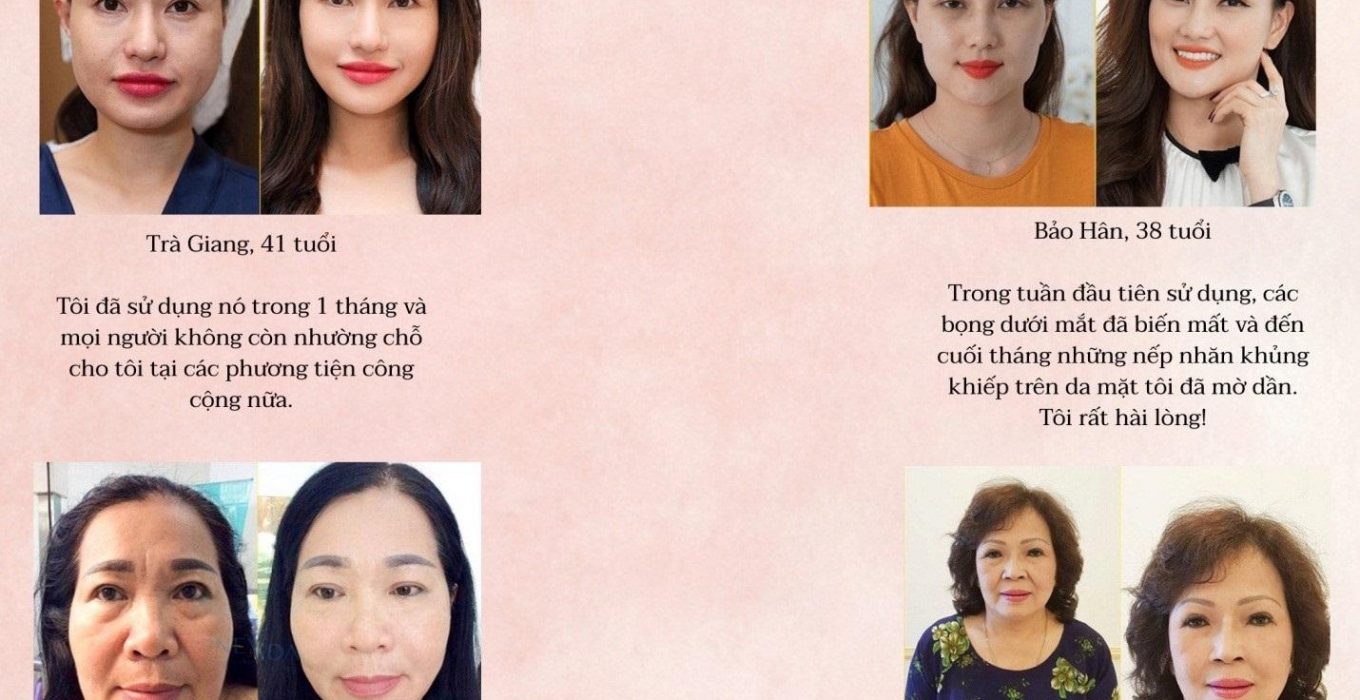 Trà Giang, 41 tuổi
Tôi đã sử dụng nó trong 1 tháng và
mọi người không còn nhường chỗ
cho tôi tại các phương tiện công
cộng nữa.
Bảo Hân, 38 tuổi
Trong tuần đầu tiên sử dụng, các
bọng dưới mắt đã biến mất và đến
cuối tháng những nếp nhăn khủng
khiếp trên da mặt tôi đã mờ dần.
Tôi rất hài lòng!